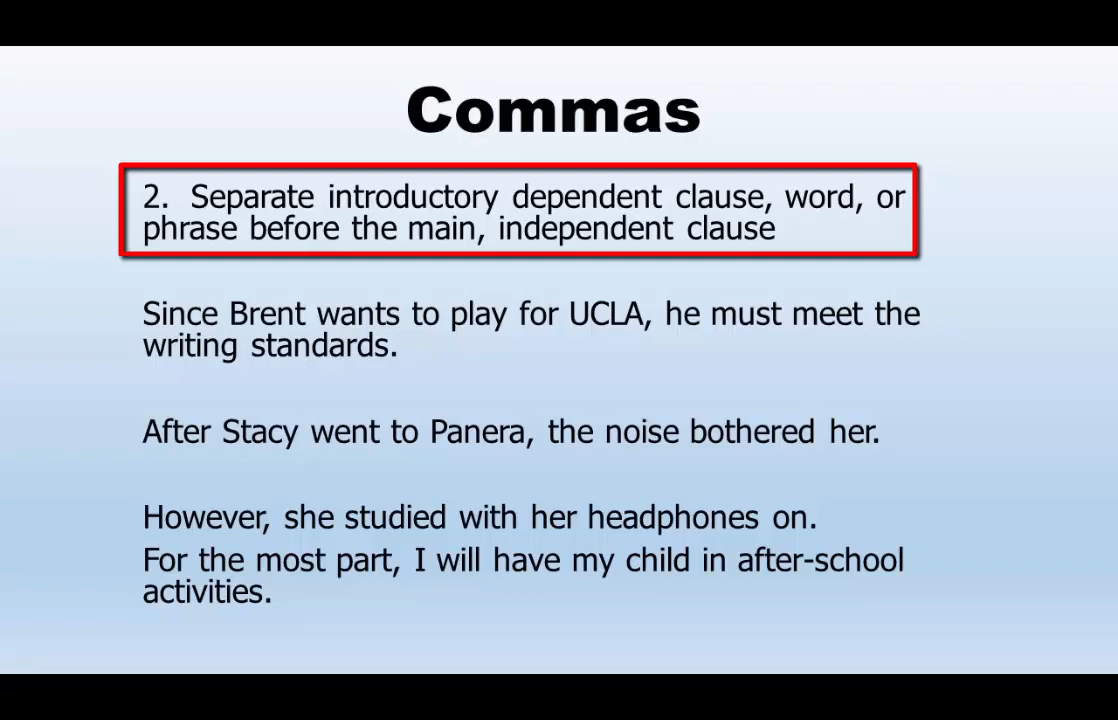 Commas
2. Separate introductory dependent clause, word, or
phrase before the main, independent clause
Since Brent wants to play for UCLA, he must meet the
writing standards.
After Stacy went to Panera, the noise bothered her.
However, she studied with her headphones on.
For the most part, I will have my child in after-school
activities.